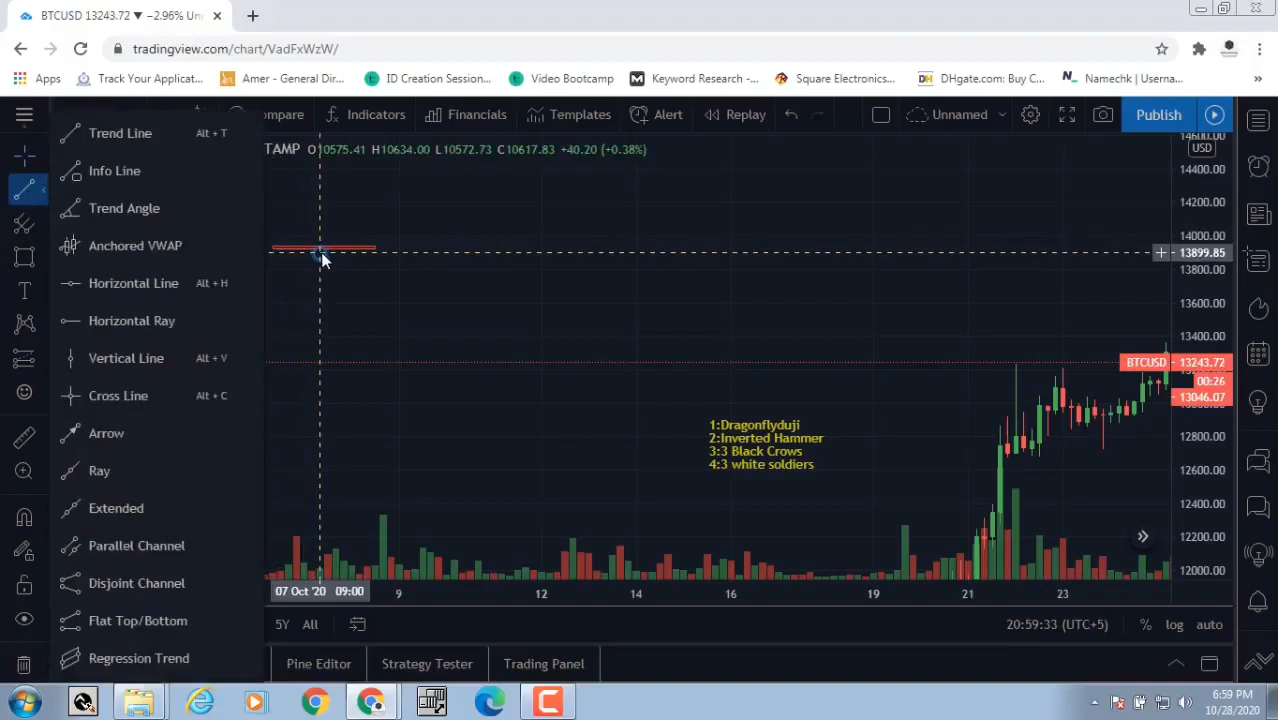 BTCUSD 13243.72 ▼ −2.96% Un
tradingview.com/chart/VadFxWzW/
Apps
Track Your Applicat...
Amer - General Dir...
ID Creation Session...
Video Bootcamp
Keyword Research -...
Square Electronics...
DHgate.com: Buy C...
Namechk | Userna...
»
mpare
Indicators
Financials
Templates
Alert
Replay
Unnamed
Publish
Trend Line Alt + T
Info Line
Trend Angle
Anchored VWAP
Horizontal Line Alt + H
Horizontal Ray
Vertical Line Alt + V
Cross Line Alt + C
Arrow
Ray
Extended
Parallel Channel
Disjoint Channel
Flat Top/Bottom
Regression Trend
TAMP O10575.41 H10634.00 L10572.73 C10617.83 +40.20 (+0.38%)
1:Dragonflyduji
2:Inverted Hammer
3:3 Black Crows
4:3 white soldiers
14600.00
USD
14400.00
14200.00
14000.00
13899.85
13800.00
13600.00
13400.00
BTCUSD 13243.72
00:26
13046.07
12800.00
12600.00
12400.00
12200.00
12000.00
07 Oct '20 09:00
9
12
14
16
19
21
23
5Y
All
20:59:33 (UTC+5)
%
log
auto
Pine Editor
Strategy Tester
Trading Panel
6:59 PM
10/28/2020